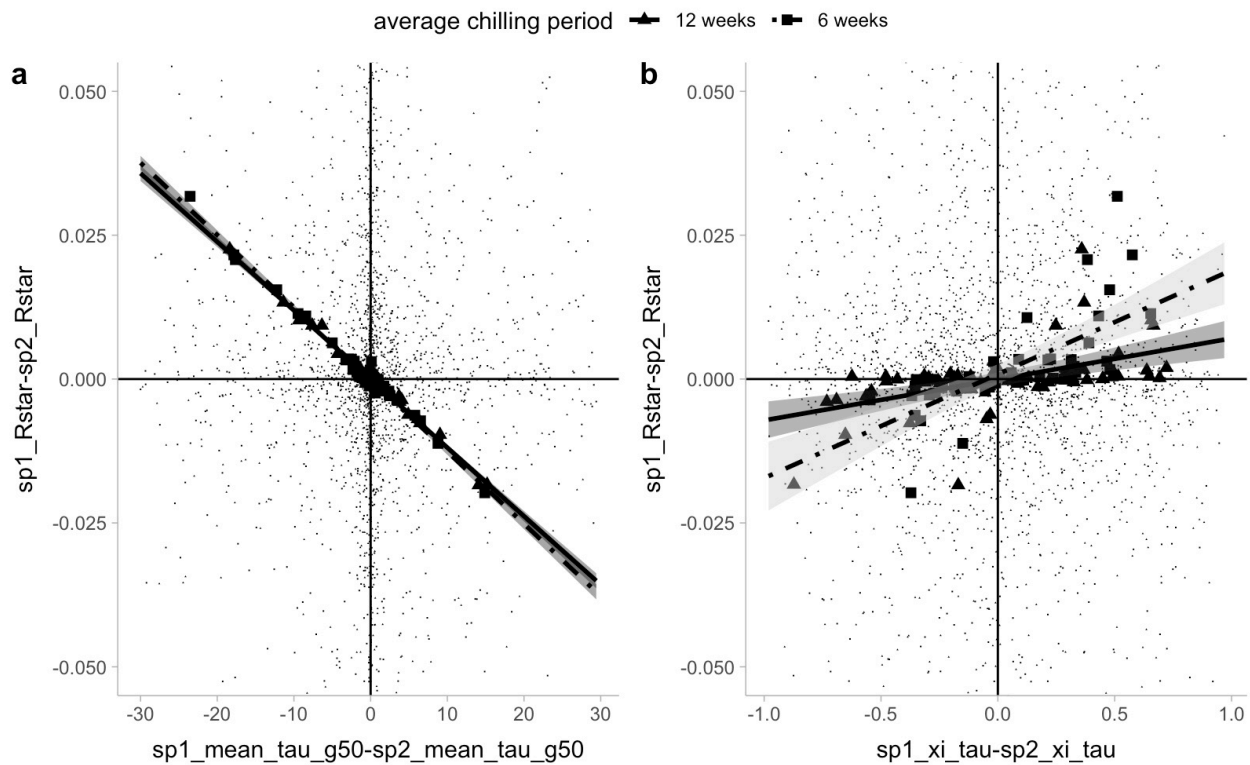 average chilling period 12 weeks 6 weeks
a
b
sp1_Rstar-sp2_Rstar
0.050
0.025
0.000
-0.025
-0.050
-30 -20 -10 0 10 20 30
sp1_mean_tau_g50-sp2_mean_tau_g50
sp1_Rstar-sp2_Rstar
0.050
0.025
0.000
-0.025
-0.050
-1.0 -0.5 0.0 0.5 1.0
sp1_xi_tau-sp2_xi_tau